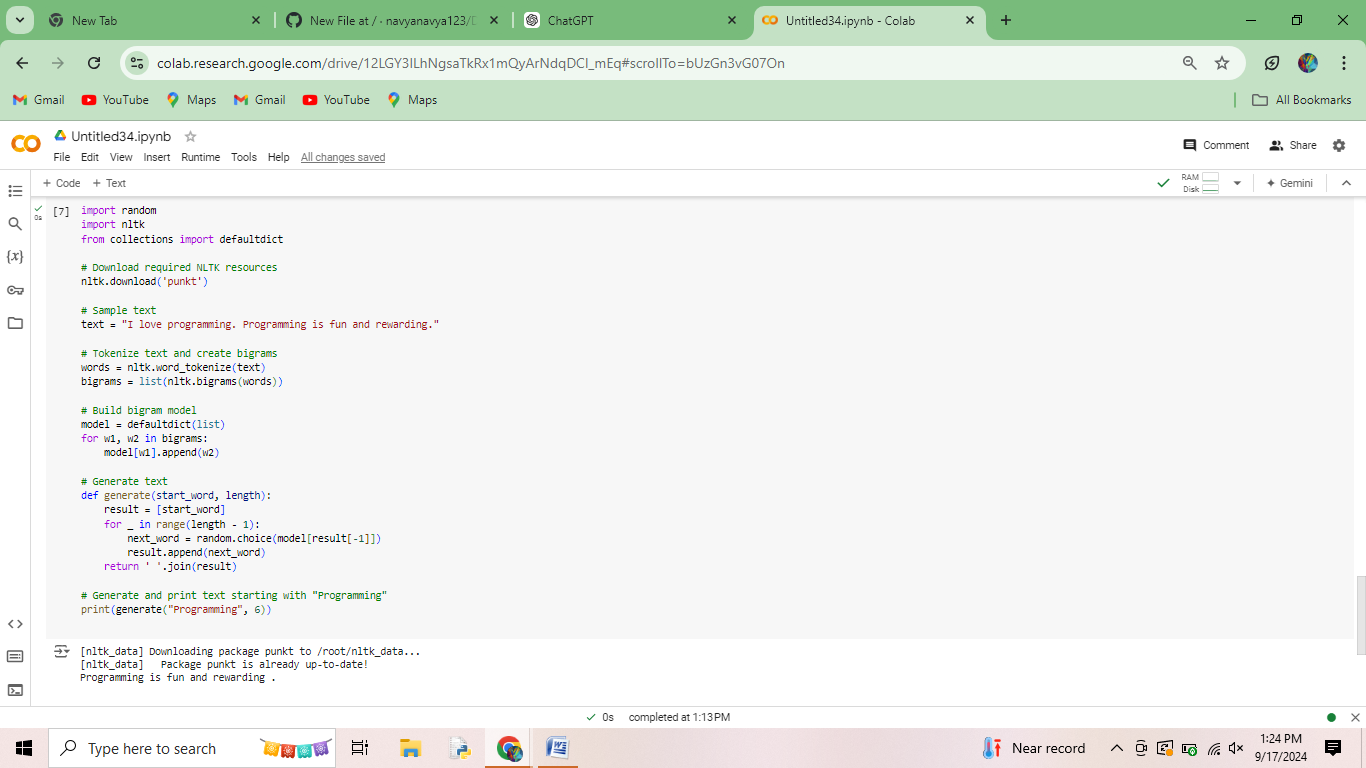 New Tab
New File at / · navyanavya123/D
ChatGPT
Untitled34.ipynb - Colab
colab.research.google.com/drive/12LGY3ILhNgsaTkRx1mQyArNdqDCI_mEq#scrollTo=bUzGn3vG07On
Gmail YouTube Maps Gmail YouTube Maps All Bookmarks
Untitled34.ipynb
File Edit View Insert Runtime Tools Help All changes saved
Comment Share
+ Code + Text
RAM
Disk
Gemini
0s
[7] import random
import nltk
from collections import defaultdict

# Download required NLTK resources
nltk.download('punkt')

# Sample text
text = "I love programming. Programming is fun and rewarding."

# Tokenize text and create bigrams
words = nltk.word_tokenize(text)
bigrams = list(nltk.bigrams(words))

# Build bigram model
model = defaultdict(list)
for w1, w2 in bigrams:
    model[w1].append(w2)

# Generate text
def generate(start_word, length):
    result = [start_word]
    for _ in range(length - 1):
        next_word = random.choice(model[result[-1]])
        result.append(next_word)
    return ' '.join(result)

# Generate and print text starting with "Programming"
print(generate("Programming", 6))

[nltk_data] Downloading package punkt to /root/nltk_data...
[nltk_data]   Package punkt is already up-to-date!
Programming is fun and rewarding .
0s completed at 1:13 PM
Type here to search
Near record
1:24 PM
9/17/2024